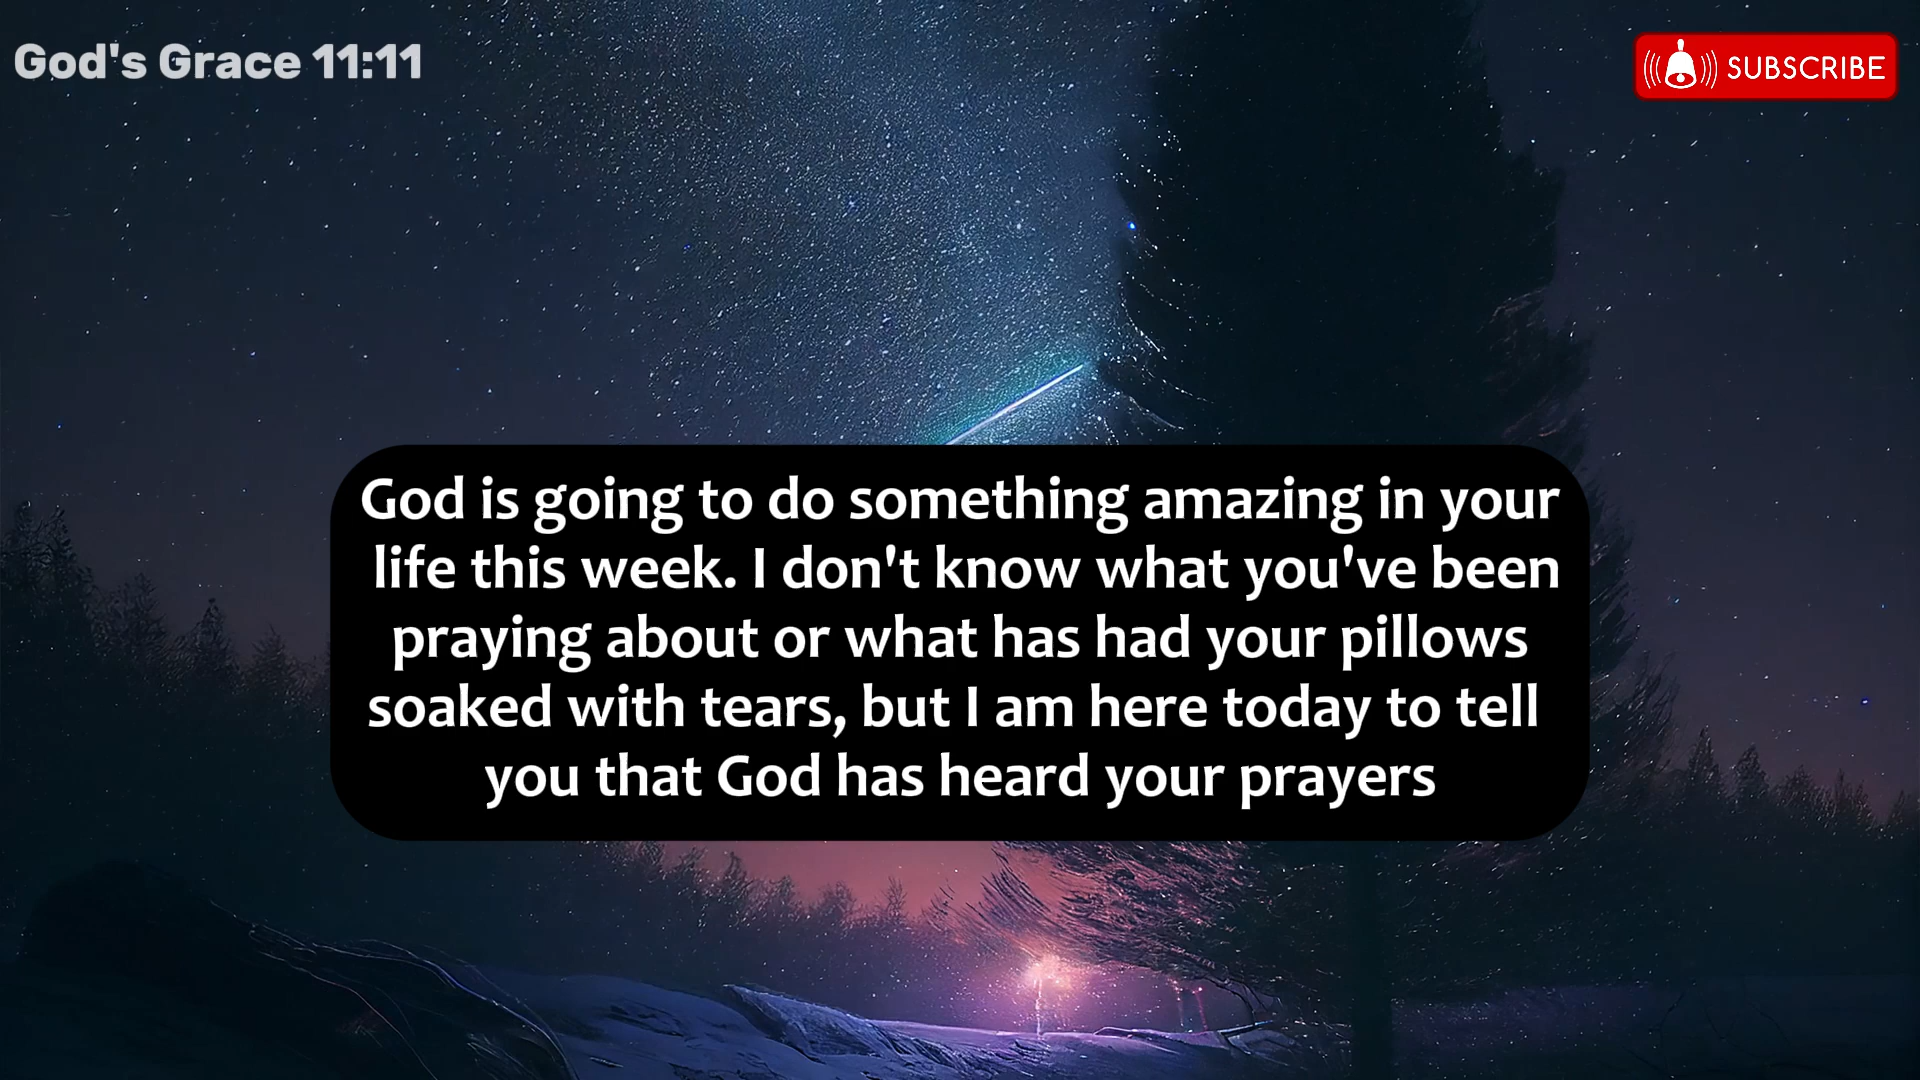 God's Grace 11:11
SUBSCRIBE
God is going to do something amazing in your
life this week. I don't know what you've been
praying about or what has had your pillows
soaked with tears, but I am here today to tell
you that God has heard your prayers